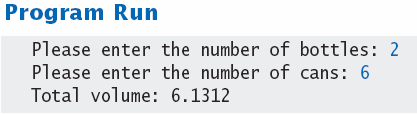 Program Run
Please enter the number of bottles: 2
Please enter the number of cans: 6
Total volume: 6.1312